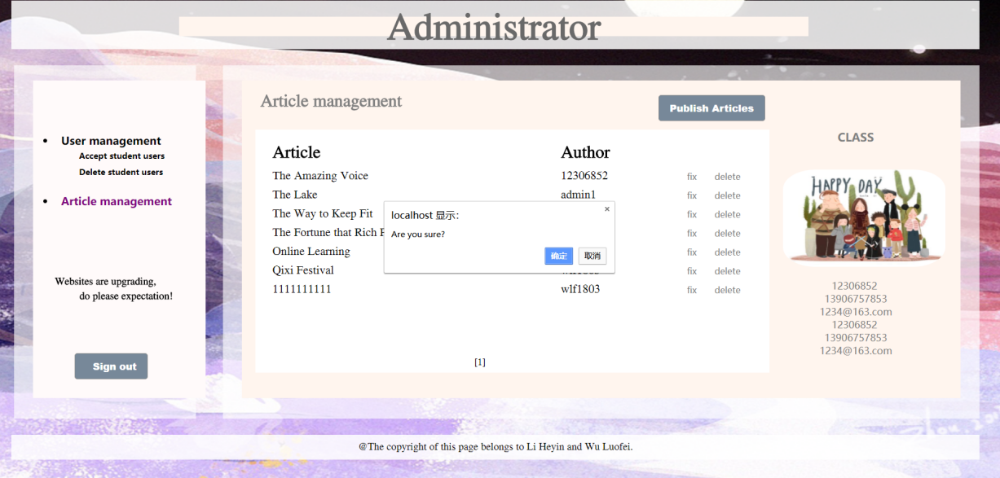 Administrator
User management
Accept student users
Delete student users
Article management
Websites are upgrading,
do please expectation!
Sign out
Article management
Publish Articles
Article Author
The Amazing Voice 12306852 fix delete
The Lake admin1 fix delete
The Way to Keep Fit fix delete
The Fortune that Rich fix delete
Online Learning fix delete
Qixi Festival fix delete
1111111111 wlf1803 fix delete
[1]
localhost 显示：
×
Are you sure?
确定 取消
CLASS
HAPPY DAY
12306852
13906757853
1234@163.com
12306852
13906757853
1234@163.com
@The copyright of this page belongs to Li Heyin and Wu Luofei.